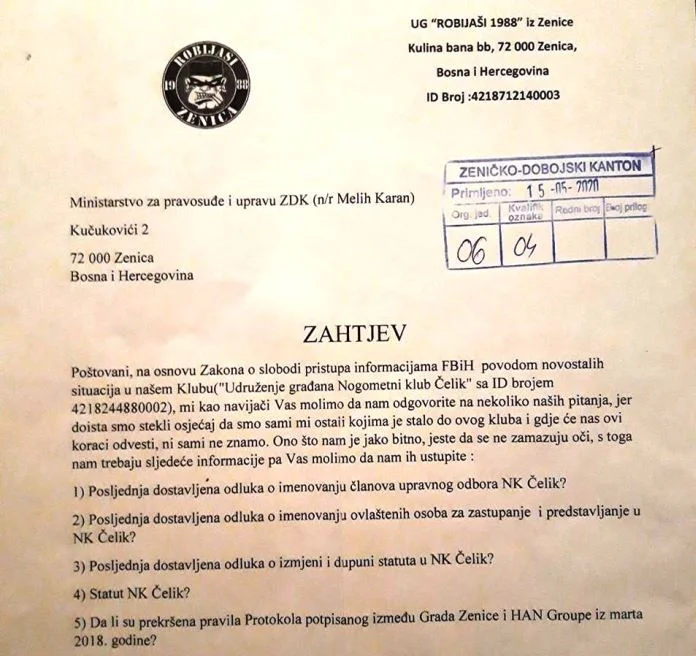 UG “ROBIJAŠI 1988” iz Zenice
Kulina bana bb, 72 000 Zenica,
Bosna i Hercegovina
ID Broj :4218712140003
ROBIJAŠI
19 88
ZENICA
ZENIČKO-DOBOJSKI KANTON
Primljeno: 15-05-2020
Org. jed. Kvalifik. oznaka Redni broj Broj prilog
06 04
Ministarstvo za pravosuđe i upravu ZDK (n/r Melih Karan)
Kučukovići 2
72 000 Zenica
Bosna i Hercegovina
ZAHTJEV
Poštovani, na osnovu Zakona o slobodi pristupa informacijama FBiH povodom novostalih
situacija u našem Klubu("Udruženje građana Nogometni klub Čelik" sa ID brojem
4218244880002), mi kao navijači Vas molimo da nam odgovorite na nekoliko naših pitanja, jer
doista smo stekli osjećaj da smo sami mi ostaii kojima je stalo do ovog kluba i gdje će nas ovi
koraci odvesti, ni sami ne znamo. Ono što nam je jako bitno, jeste da se ne zamazuju oči, s toga
nam trebaju sljedeće informacije pa Vas molimo da nam ih ustupite :
1) Posljednja dostavljena odluka o imenovanju članova upravnog odbora NK Čelik?
2) Posljednja dostavljena odluka o imenovanju ovlaštenih osoba za zastupanje i predstavljanje u
NK Čelik?
3) Posljednja dostavljena odluka o izmjeni i dupuni statuta u NK Čelik?
4) Statut NK Čelik?
5) Da li su prekršena pravila Protokola potpisanog između Grada Zenice i HAN Groupe iz marta
2018. godine?